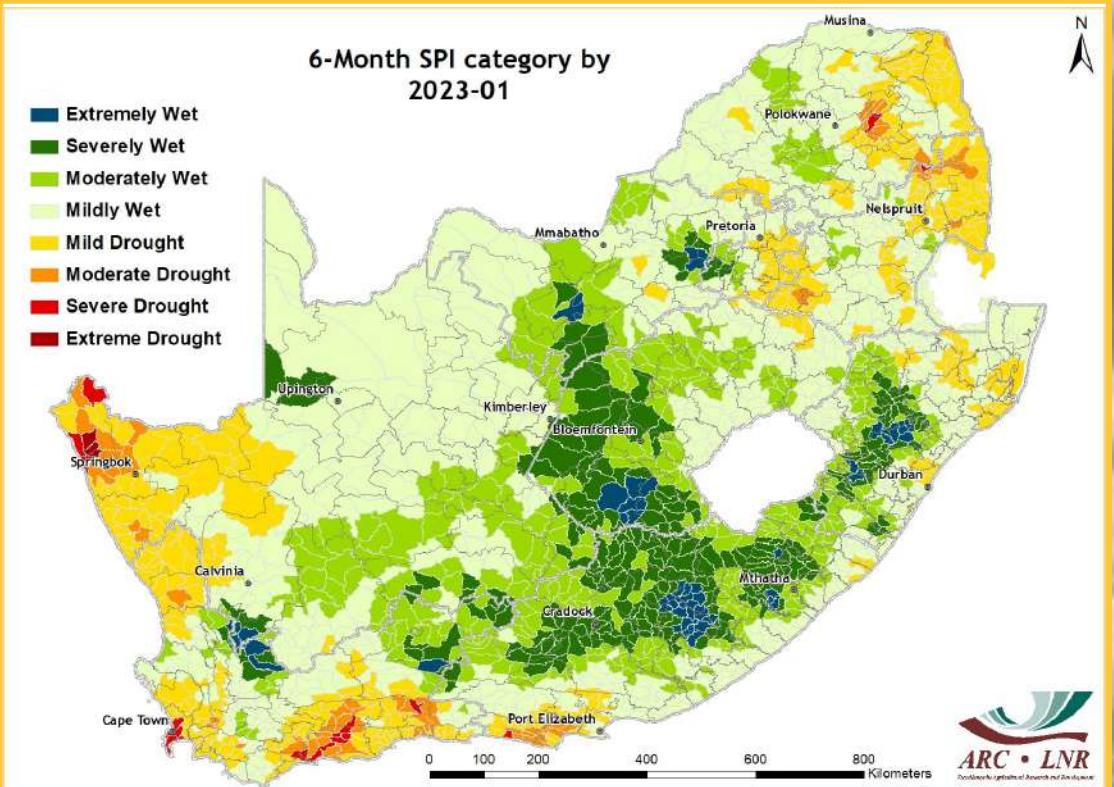 6-Month SPI category by
2023-01
N
Extremely Wet
Severely Wet
Moderately Wet
Mildly Wet
Mild Drought
Moderate Drought
Severe Drought
Extreme Drought
Musina
Polokwane
Nelspruit
Pretoria
Mmabatho
Upington
Kimberley
Bloemfontein
Springbok
Durban
Calvinia
Mthatha
Cradock
Cape Town
Port Elizabeth
0 100 200 400 600 800
Kilometers
ARC • LNR